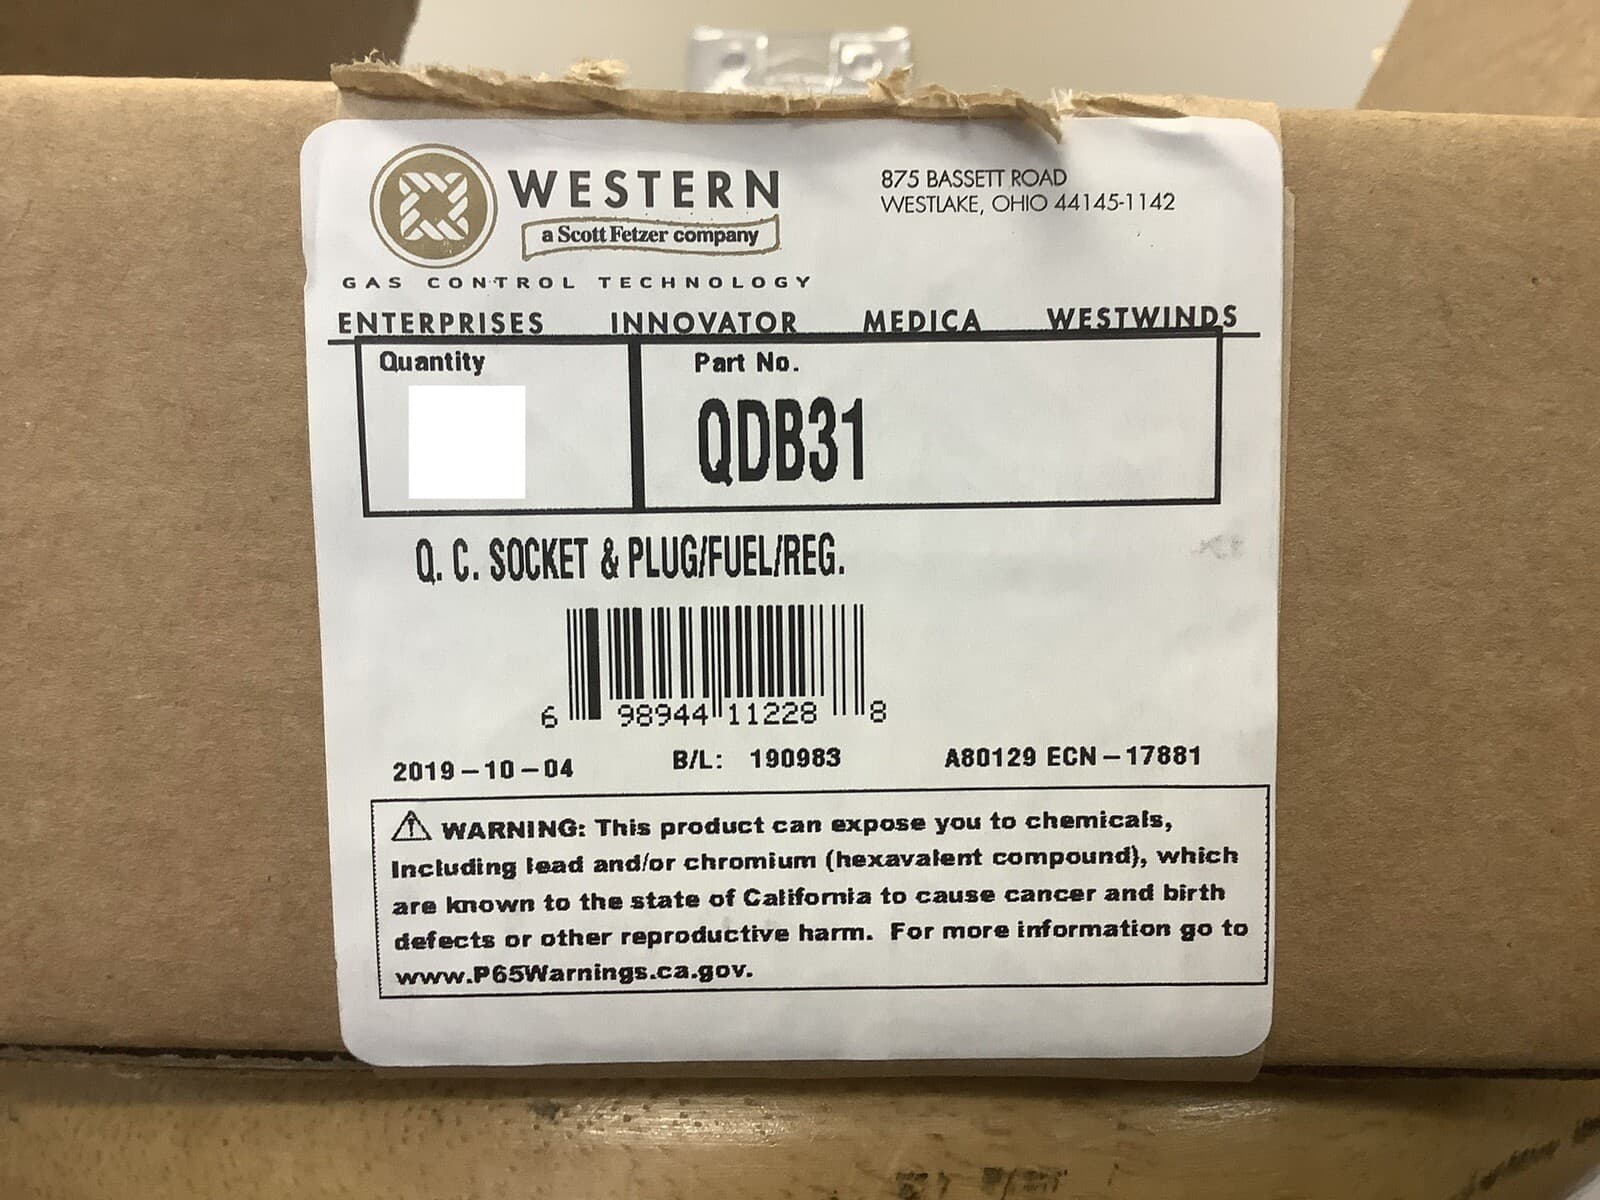 WESTERN
a Scott Fetzer company
875 BASSETT ROAD
WESTLAKE, OHIO 44145-1142
GAS CONTROL TECHNOLOGY
ENTERPRISES INNOVATOR MEDICA WESTWINDS
Quantity
Part No.
QDB31
Q. C. SOCKET & PLUG/FUEL/REG.
6 98944 11228 8
2019-10-04 B/L: 190983 A80129 ECN-17881
⚠ WARNING: This product can expose you to chemicals,
Including lead and/or chromium (hexavalent compound), which
are known to the state of California to cause cancer and birth
defects or other reproductive harm. For more information go to
www.P65Warnings.ca.gov.